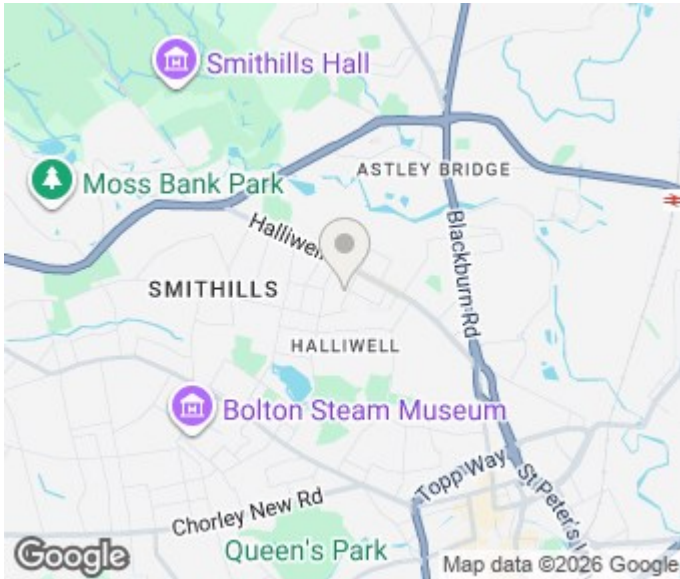 Smithills Hall
ASTLEY BRIDGE
Moss Bank Park
Halliwell
Blackburn Rd
SMITHILLS
HALLIWELL
Bolton Steam Museum
Topp Way
St Peter's
Chorley New Rd
Queen's Park
Google
Map data ©2026 Google